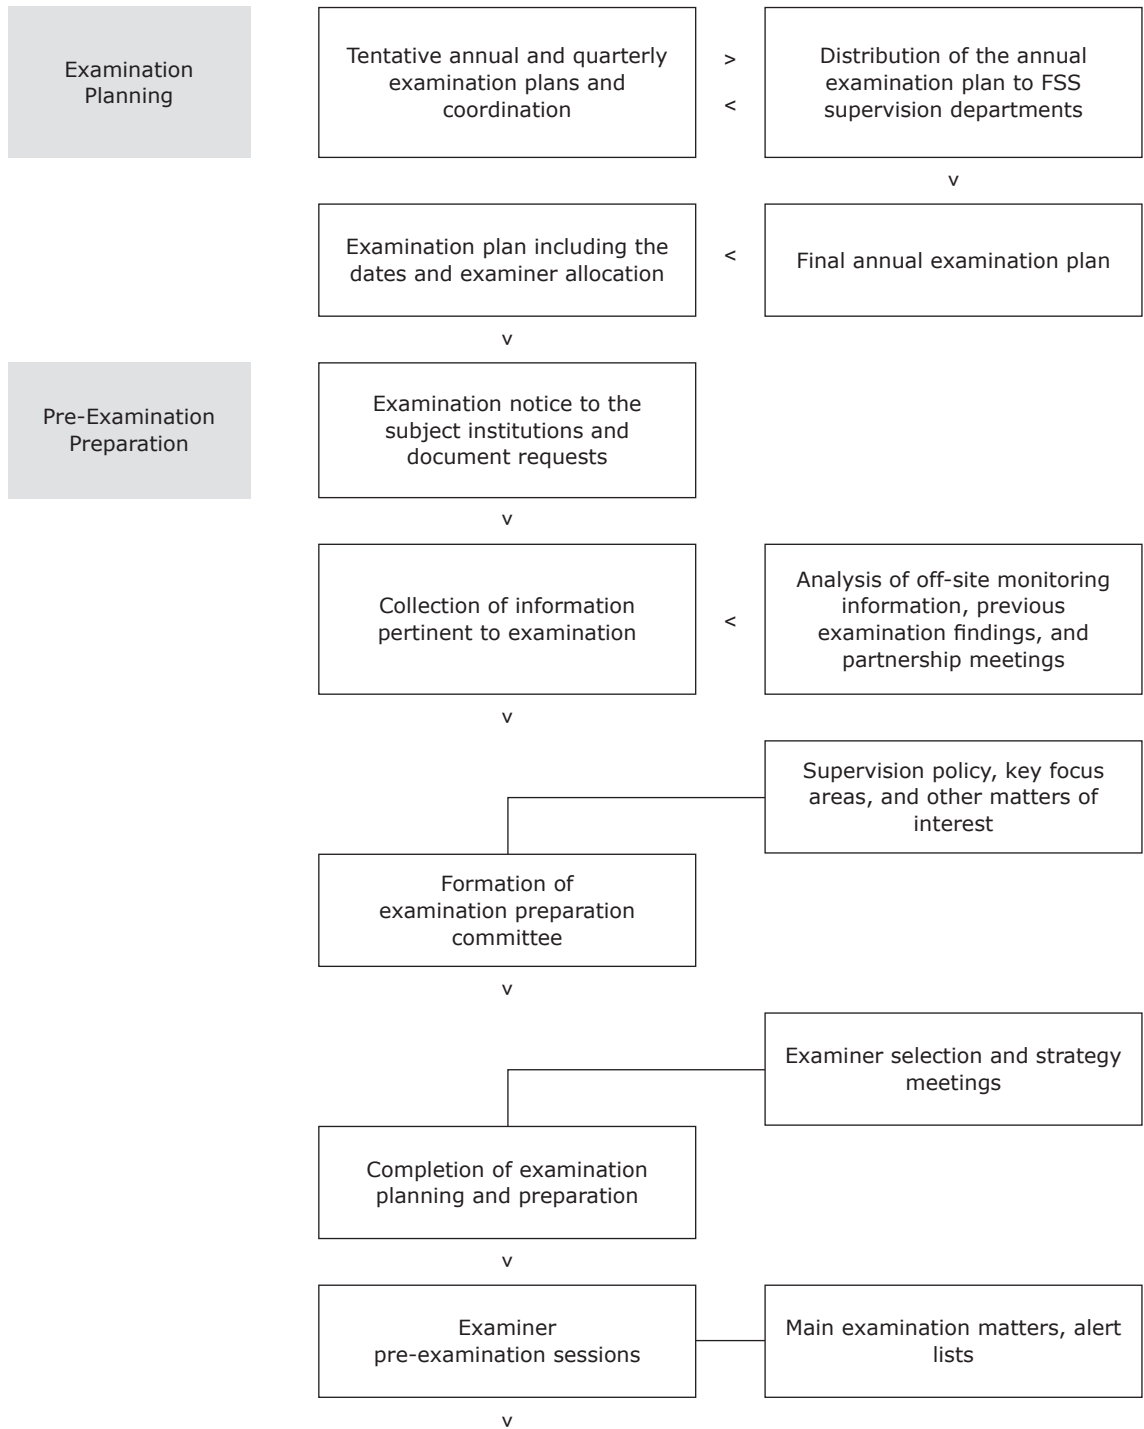 Examination
Planning
Tentative annual and quarterly
examination plans and
coordination
>
<
Distribution of the annual
examination plan to FSS
supervision departments
v
Examination plan including the
dates and examiner allocation
<
Final annual examination plan
v
Pre-Examination
Preparation
Examination notice to the
subject institutions and
document requests
v
Collection of information
pertinent to examination
<
Analysis of off-site monitoring
information, previous
examination findings, and
partnership meetings
v
Supervision policy, key focus
areas, and other matters of
interest
Formation of
examination preparation
committee
v
Examiner selection and strategy
meetings
Completion of examination
planning and preparation
v
Examiner
pre-examination sessions
Main examination matters, alert
lists
v